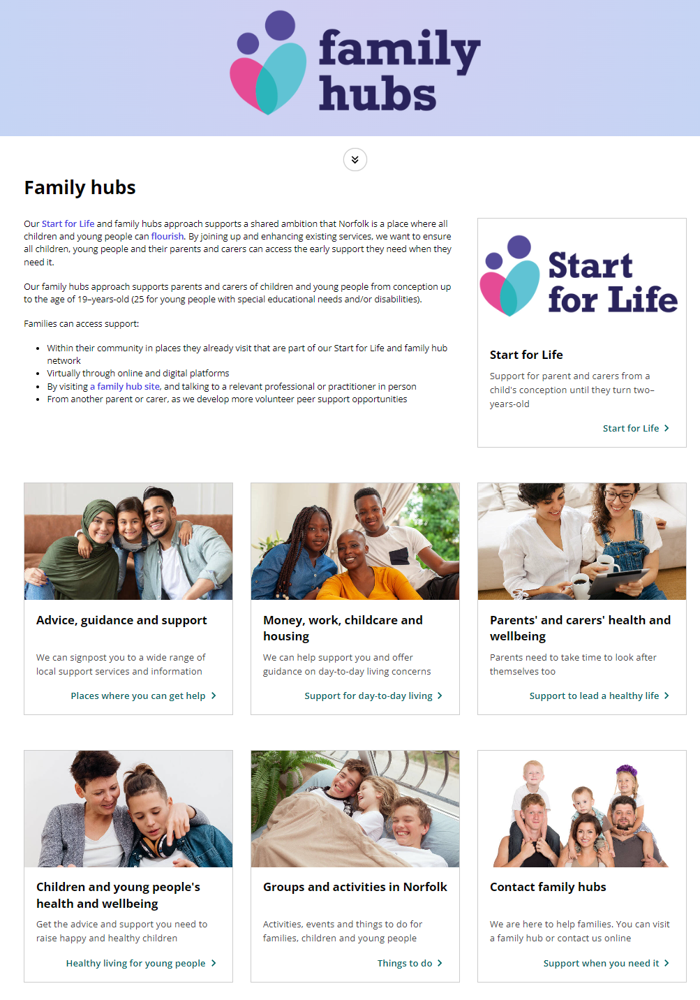 family
hubs
Family hubs
Our Start for Life and family hubs approach supports a shared ambition that Norfolk is a place where all
children and young people can flourish. By joining up and enhancing existing services, we want to ensure
all children, young people and their parents and carers can access the early support they need when they
need it.
Our family hubs approach supports parents and carers of children and young people from conception up
to the age of 19–years-old (25 for young people with special educational needs and/or disabilities).
Families can access support:
• Within their community in places they already visit that are part of our Start for Life and family hub
network
• Virtually through online and digital platforms
• By visiting a family hub site, and talking to a relevant professional or practitioner in person
• From another parent or carer, as we develop more volunteer peer support opportunities
Start
for Life
Start for Life
Support for parent and carers from a
child's conception until they turn two–
years-old
Start for Life
Advice, guidance and support
We can signpost you to a wide range of
local support services and information
Places where you can get help
Money, work, childcare and
housing
We can help support you and offer
guidance on day-to-day living concerns
Support for day-to-day living
Parents' and carers' health and
wellbeing
Parents need to take time to look after
themselves too
Support to lead a healthy life
Children and young people's
health and wellbeing
Get the advice and support you need to
raise happy and healthy children
Healthy living for young people
Groups and activities in Norfolk
Activities, events and things to do for
families, children and young people
Things to do
Contact family hubs
We are here to help families. You can visit
a family hub or contact us online
Support when you need it